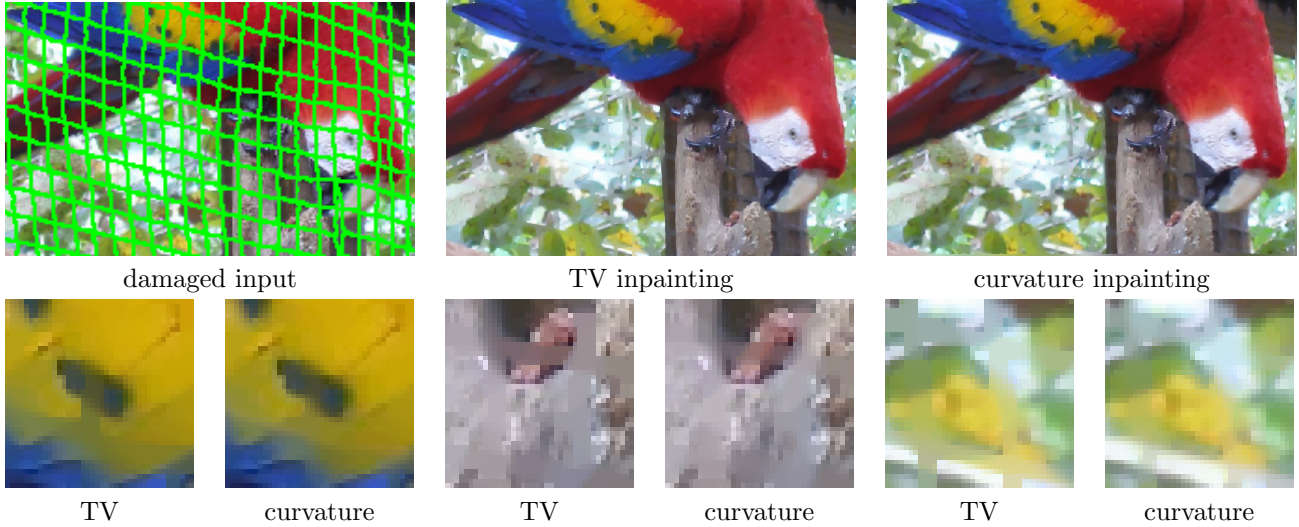 damaged input
TV inpainting
curvature inpainting
TV
curvature
TV
curvature
TV
curvature